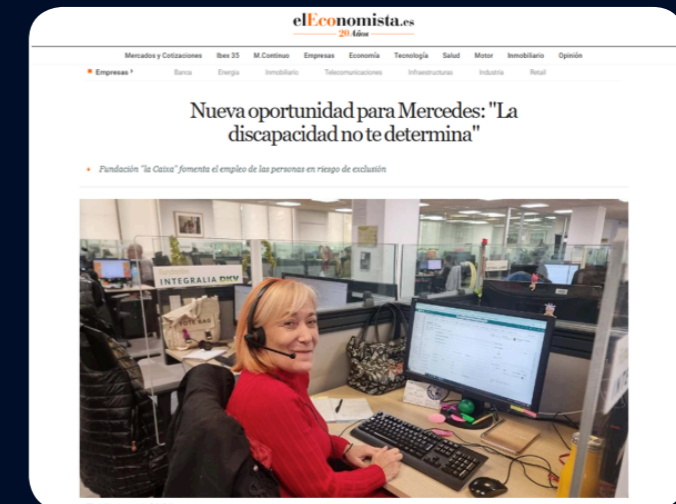 elEconomista.es
20 Años
Mercados y Cotizaciones Ibex 35 M.Continuo Empresas Economía Tecnología Salud Motor Inmobiliario Opinión
Empresas Banca Energía Inmobiliario Telecomunicaciones Infraestructuras Industria Retail
Nueva oportunidad para Mercedes: "La
discapacidad no te determina"
Fundación "la Caixa" fomenta el empleo de las personas en riesgo de exclusión
Fundación
INTEGRALIA DKV